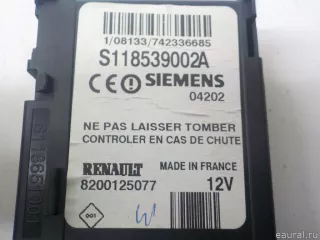 1/08133/742336685
S118539002A
CE SIEMENS
04202
NE PAS LAISSER TOMBER
CONTROLER EN CAS DE CHUTE
RENAULT MADE IN FRANCE
8200125077 12V
001
eaural.ru